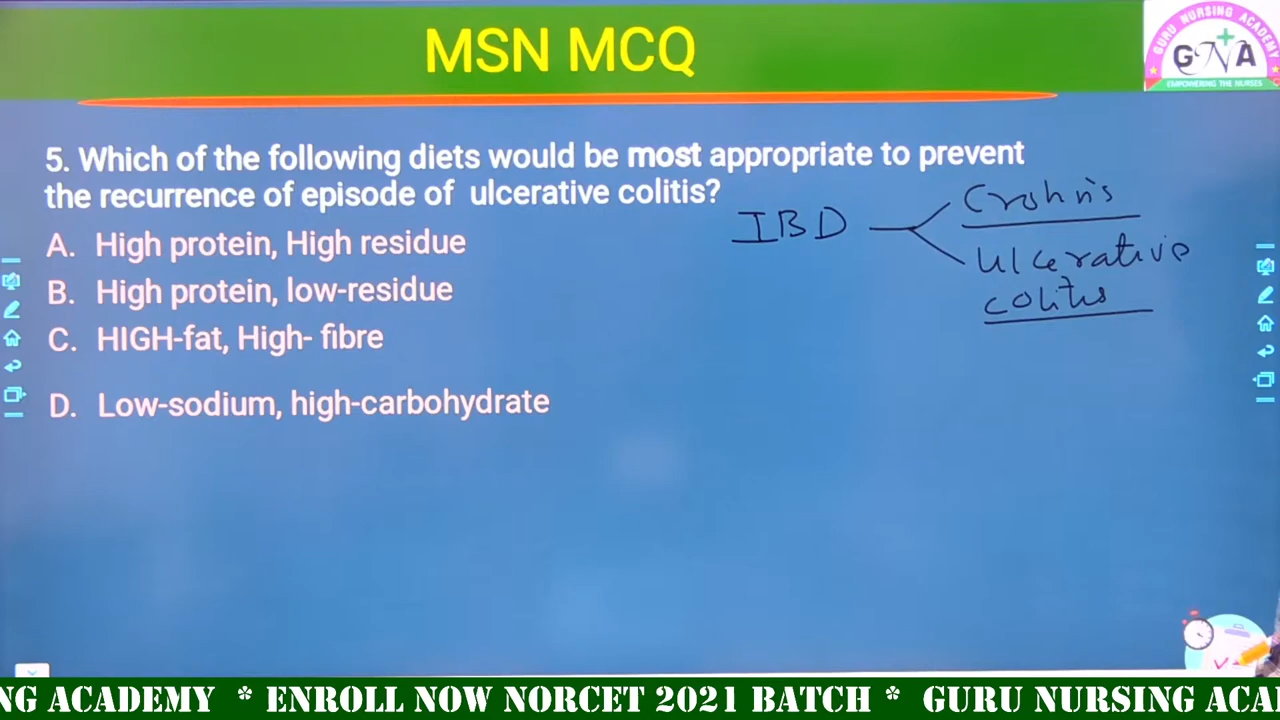 MSN MCQ
GURU NURSING ACADEMY
GNA
EMPOWERING THE NURSES
5. Which of the following diets would be most appropriate to prevent
the recurrence of episode of ulcerative colitis?
A. High protein, High residue
B. High protein, low-residue
C. HIGH-fat, High- fibre
D. Low-sodium, high-carbohydrate
IBD
Crohn's
Ulcerative
colitis
NG ACADEMY * ENROLL NOW NORCET 2021 BATCH * GURU NURSING ACA